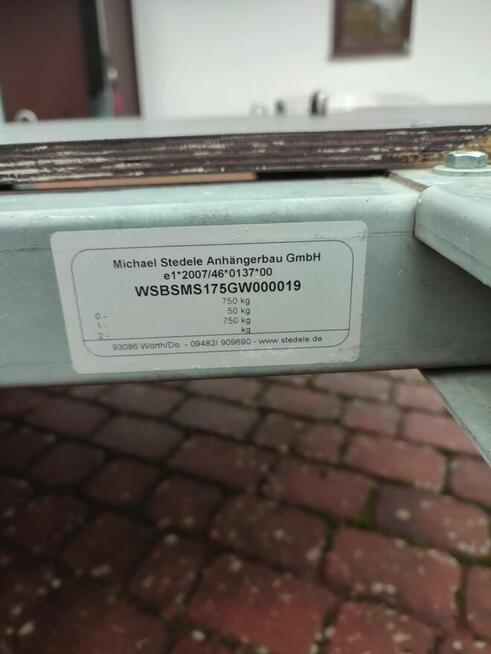 Michael Stedele Anhängerbau GmbH
e1*2007/46*0137*00
WSBSMS175GW000019
750 kg
0 - 50 kg
1 - 750 kg
2 - kg
93086 Wörth/Do. - 09482/ 909690 - www.stedele.de